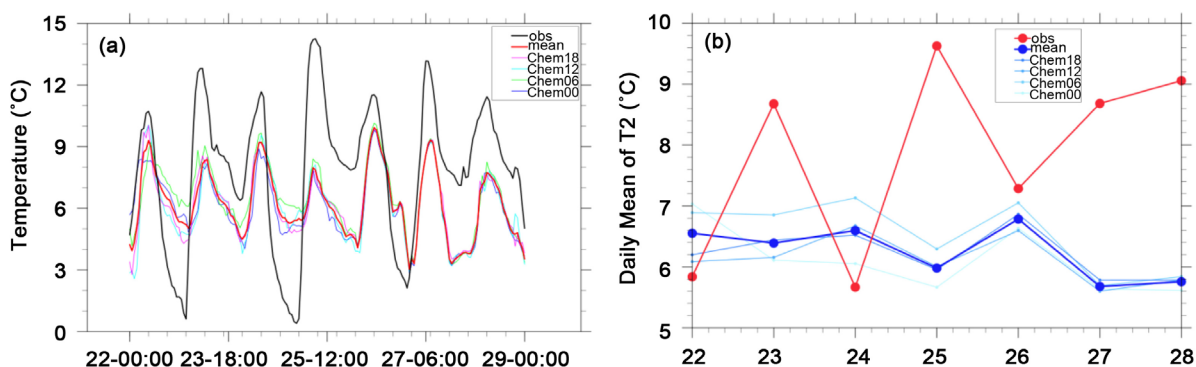 (a)
Temperature (°C)
15
12
9
6
3
0
obs
mean
Chem18
Chem12
Chem06
Chem00
22-00:00 23-18:00 25-12:00 27-06:00 29-00:00
(b)
Daily Mean of T2 (°C)
10
9
8
7
6
5
obs
mean
Chem18
Chem12
Chem06
Chem00
22 23 24 25 26 27 28